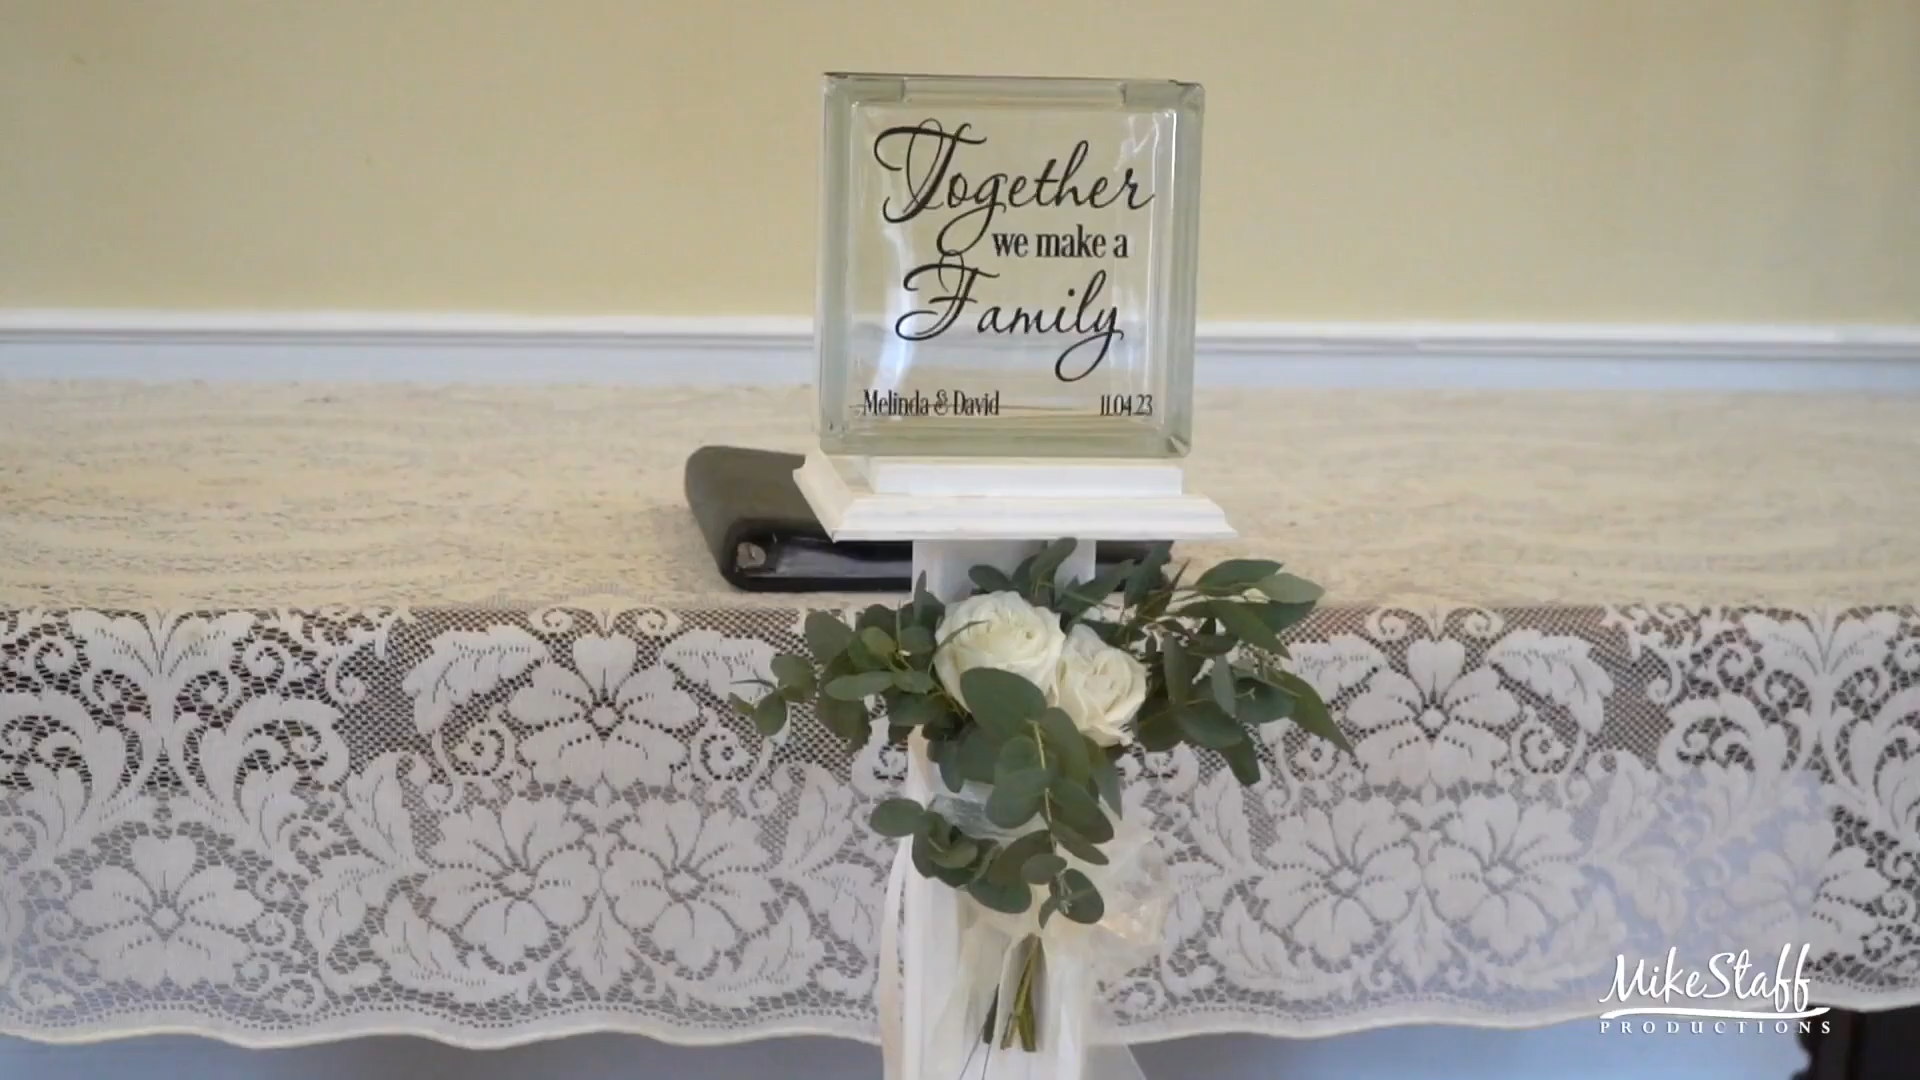 Together
we make a
Family
Melinda & David 11.04.23
MikeStaff
PRODUCTIONS